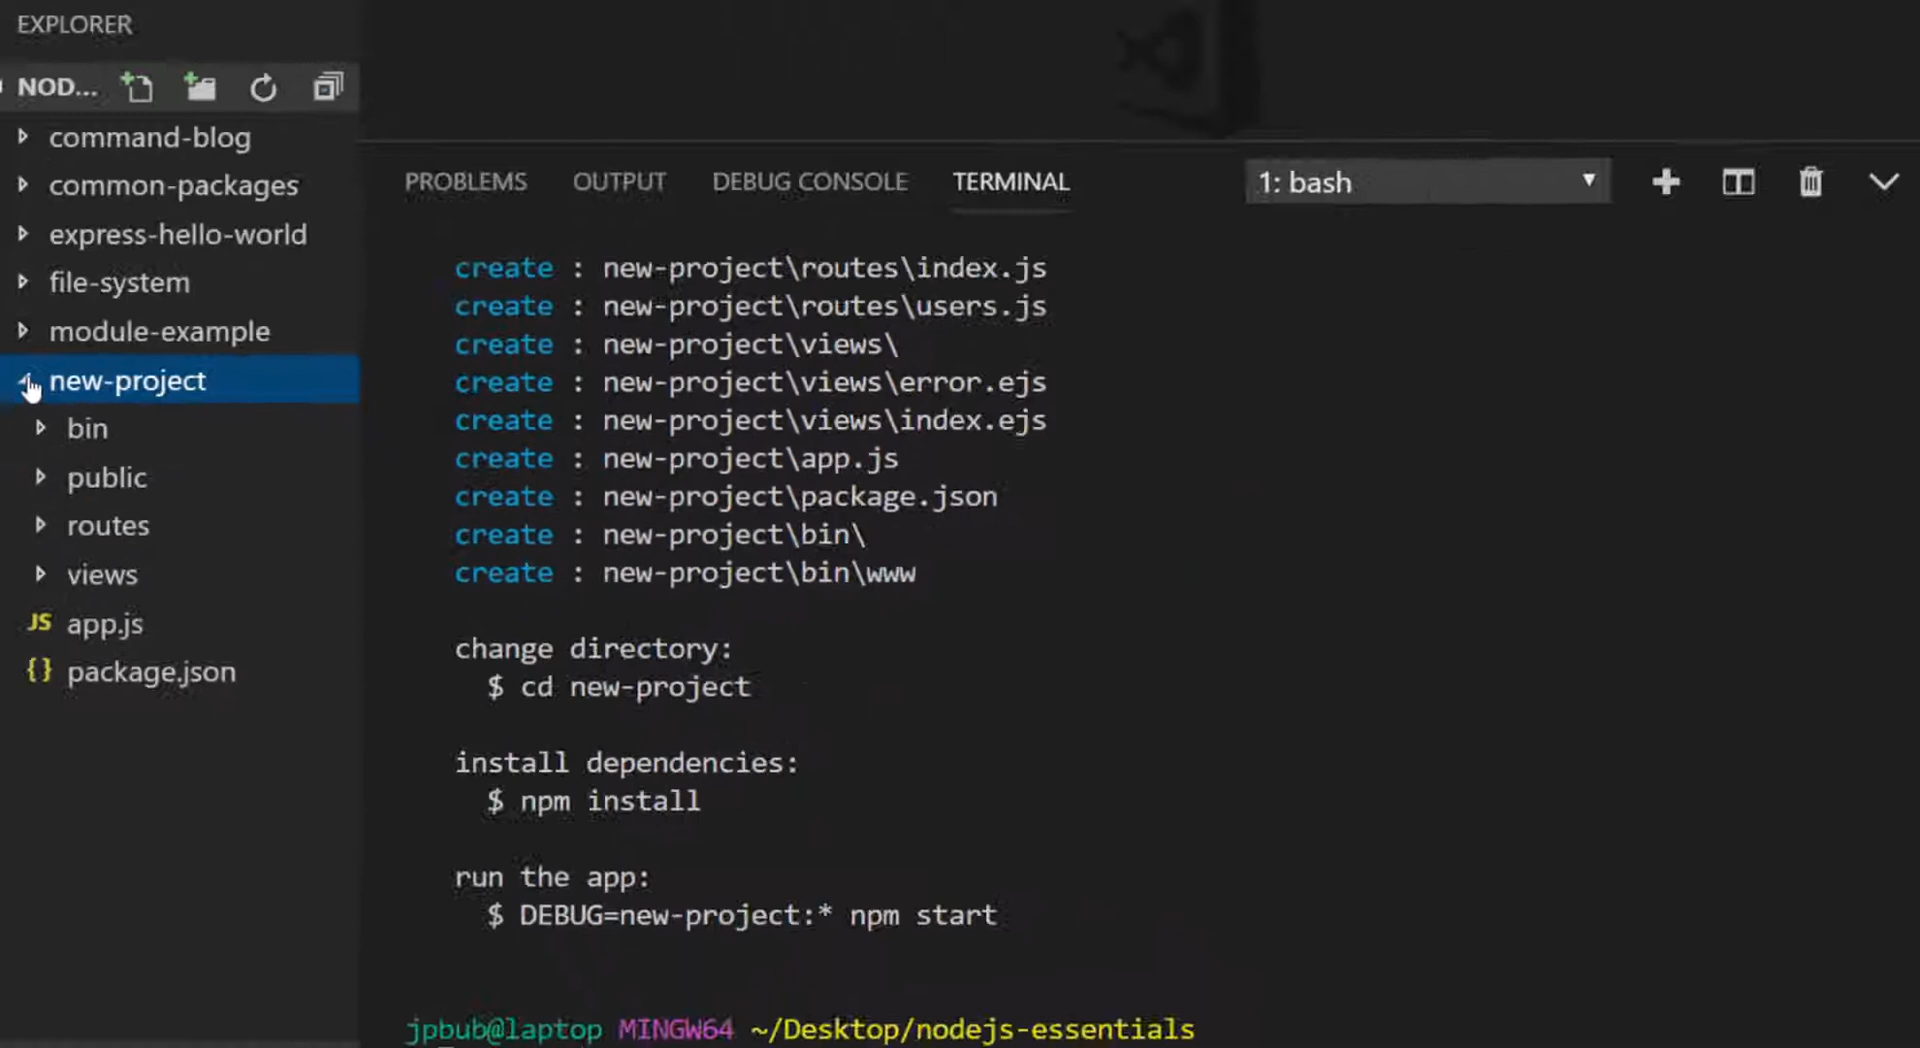 EXPLORER
NOD...
command-blog
common-packages
express-hello-world
file-system
module-example
new-project
bin
public
routes
views
JS app.js
{} package.json
PROBLEMS OUTPUT DEBUG CONSOLE TERMINAL 1: bash
create : new-project\routes\index.js
create : new-project\routes\users.js
create : new-project\views\
create : new-project\views\error.ejs
create : new-project\views\index.ejs
create : new-project\app.js
create : new-project\package.json
create : new-project\bin\
create : new-project\bin\www
change directory:
$ cd new-project
install dependencies:
$ npm install
run the app:
$ DEBUG=new-project:* npm start
jpbub@laptop MINGW64 ~/Desktop/nodejs-essentials